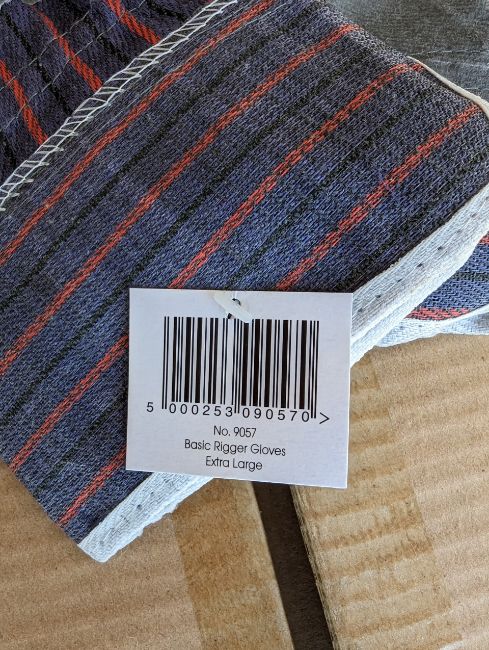 5 000253 090570 >
No. 9057
Basic Rigger Gloves
Extra Large